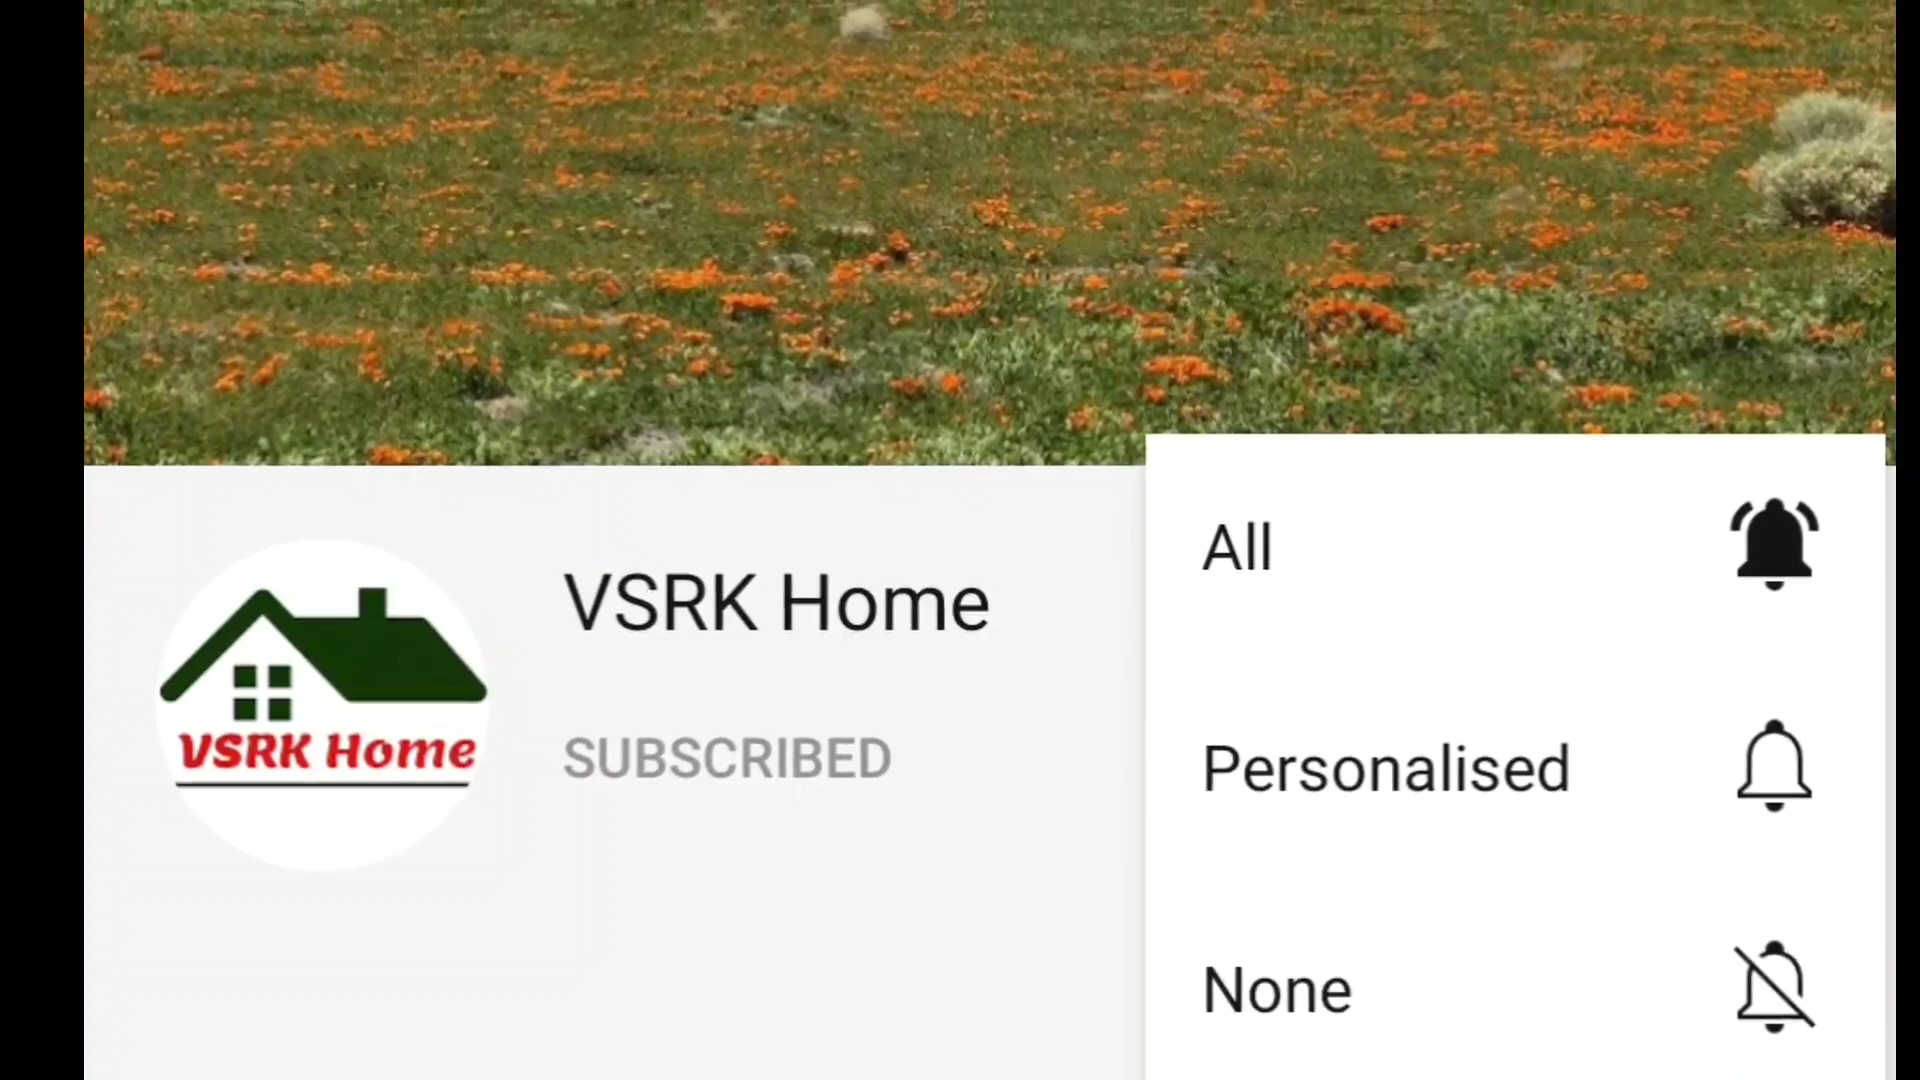 VSRK Home
VSRK Home
SUBSCRIBED
All
Personalised
None